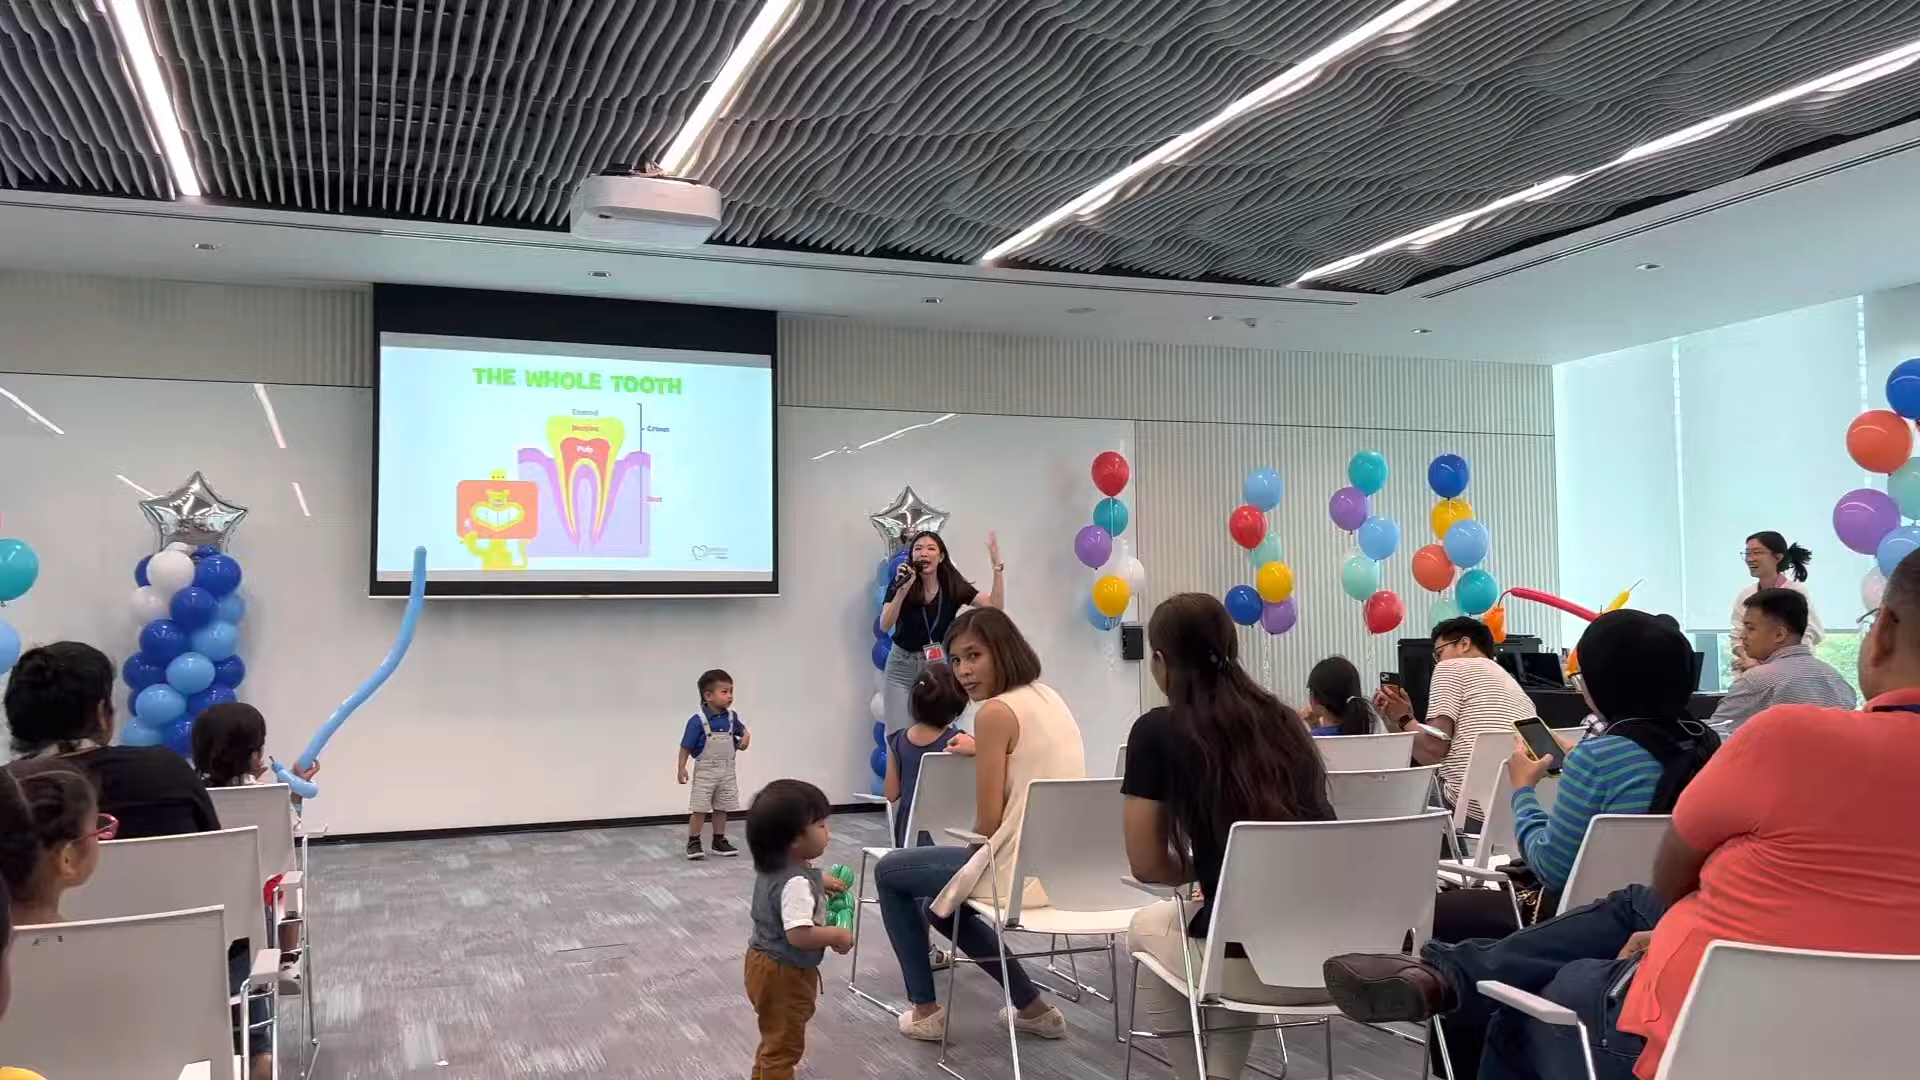 THE WHOLE TOOTH
Enamel
Dentine
Crown
Pulp
Root